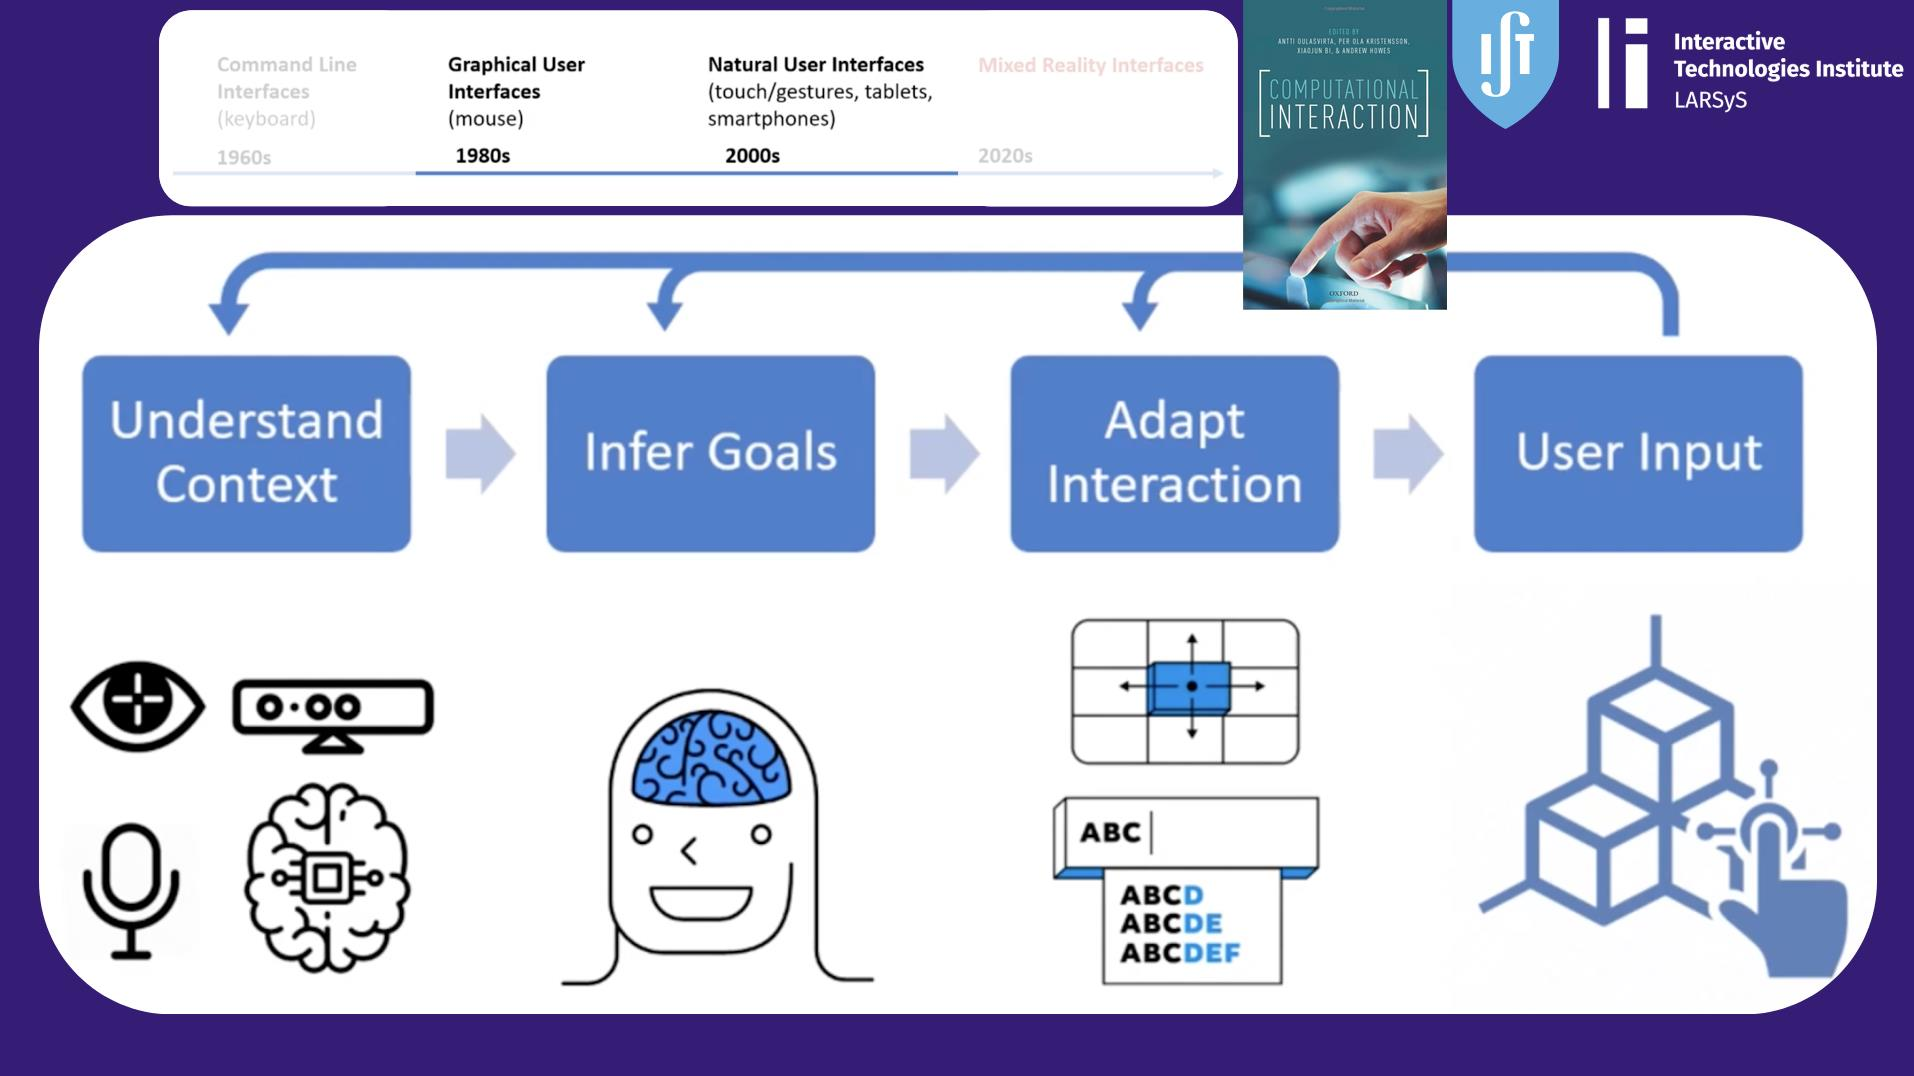 Command Line
Interfaces
(keyboard)
1960s
Graphical User
Interfaces
(mouse)
1980s
Natural User Interfaces
(touch/gestures, tablets,
smartphones)
2000s
Mixed Reality Interfaces
2020s
EDITED BY
ANTTI OULASVIRTA, PER OLA KRISTENSSON,
XIAOJUN BI, & ANDREW HOWES
COMPUTATIONAL
INTERACTION
OXFORD
Interactive
Technologies Institute
LARSyS
Understand
Context
Infer Goals
Adapt
Interaction
User Input
ABC
ABCD
ABCDE
ABCDEF